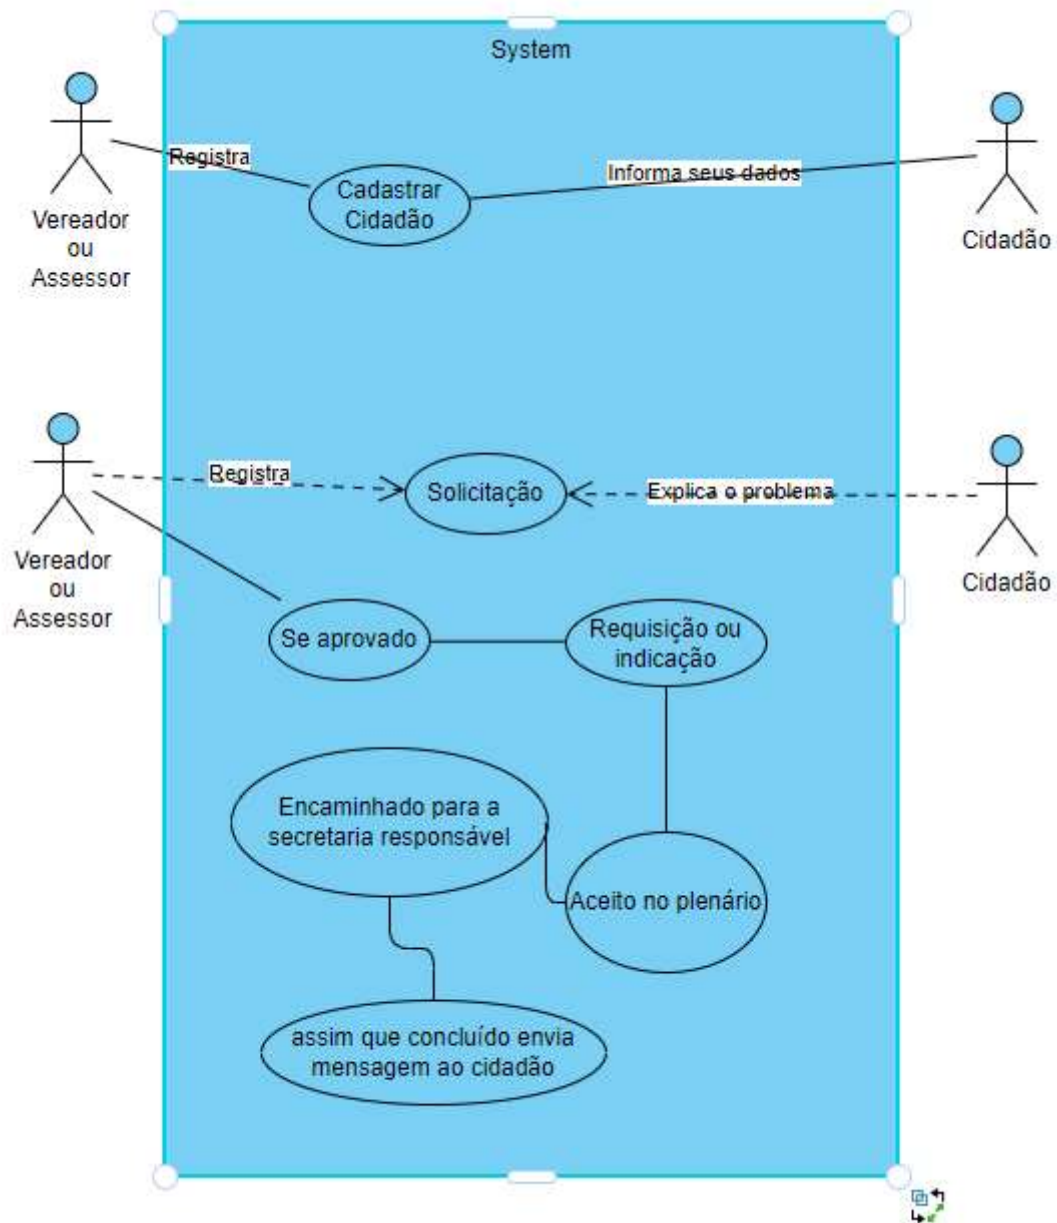 System
Registra
Cadastrar
Cidadão
Informa seus dados
Vereador
ou
Assessor
Cidadão
Registra
Solicitação
Explica o problema
Vereador
ou
Assessor
Cidadão
Se aprovado
Requisição ou
indicação
Encaminhado para a
secretaria responsável
Aceito no plenário
assim que concluído envia
mensagem ao cidadão